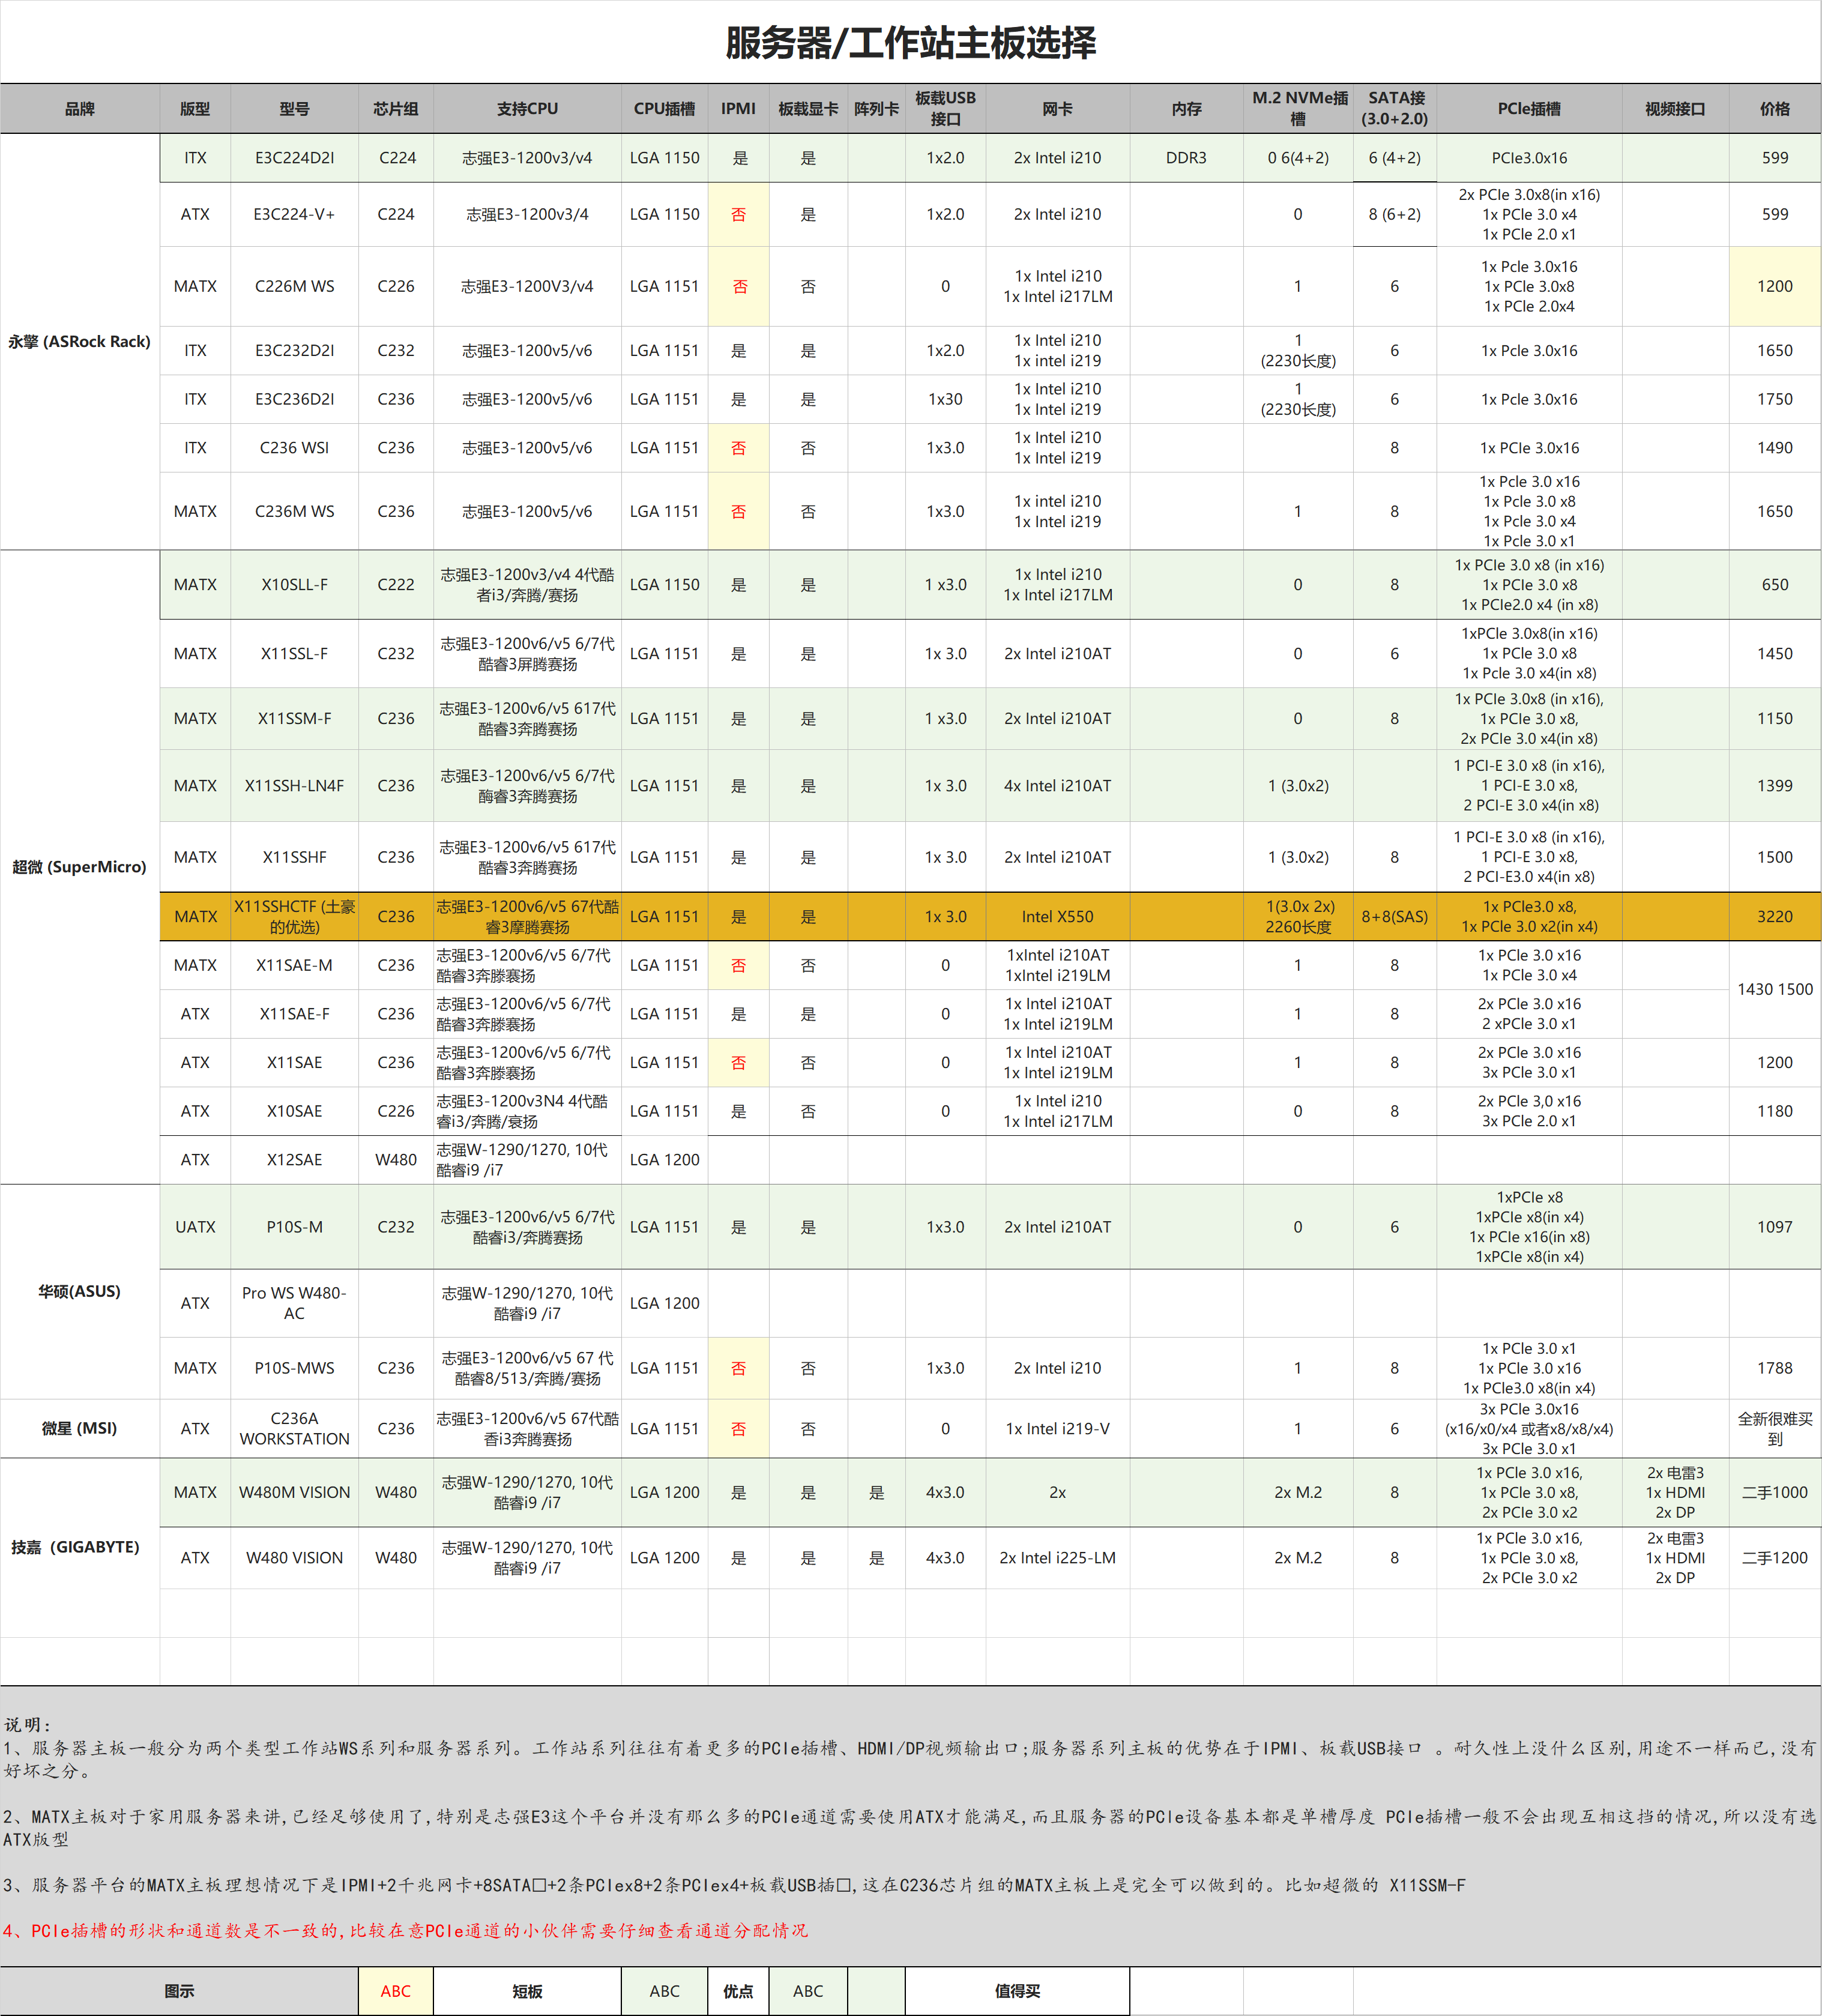 服务器/工作站主板选择
品牌 版型 型号 芯片组 支持CPU CPU插槽 IPMI 板载显卡 阵列卡 板载USB接口 网卡 内存 M.2 NVMe插槽 SATA接(3.0+2.0) PCIe插槽 视频接口 价格
永擎 (ASRock Rack)
ITX E3C224D2I C224 志强E3-1200v3/v4 LGA 1150 是 是 1x2.0 2x Intel i210 DDR3 0 6(4+2) 6 (4+2) PCIe3.0x16 599
ATX E3C224-V+ C224 志强E3-1200v3/4 LGA 1150 否 是 1x2.0 2x Intel i210 0 8 (6+2) 2x PCIe 3.0x8(in x16) 1x PCIe 3.0 x4 1x PCIe 2.0 x1 599
MATX C226M WS C226 志强E3-1200V3/v4 LGA 1151 否 否 0 1x Intel i210 1x Intel i217LM 1 6 1x Pcle 3.0x16 1x PCIe 3.0x8 1x PCIe 2.0x4 1200
ITX E3C232D2I C232 志强E3-1200v5/v6 LGA 1151 是 是 1x2.0 1x Intel i210 1x intel i219 1 (2230长度) 6 1x Pcle 3.0x16 1650
ITX E3C236D2I C236 志强E3-1200v5/v6 LGA 1151 是 是 1x30 1x Intel i210 1x Intel i219 1 (2230长度) 6 1x Pcle 3.0x16 1750
ITX C236 WSI C236 志强E3-1200v5/v6 LGA 1151 否 否 1x3.0 1x Intel i210 1x Intel i219 8 1x PCIe 3.0x16 1490
MATX C236M WS C236 志强E3-1200v5/v6 LGA 1151 否 否 1x3.0 1x intel i210 1x Intel i219 1 8 1x Pcle 3.0 x16 1x Pcle 3.0 x8 1x Pcle 3.0 x4 1x Pcle 3.0 x1 1650
超微 (SuperMicro)
MATX X10SLL-F C222 志强E3-1200v3/v4 4代酷者i3/奔腾/赛扬 LGA 1150 是 是 1 x3.0 1x Intel i210 1x Intel i217LM 0 8 1x PCIe 3.0 x8 (in x16) 1x PCIe 3.0 x8 1x PCIe2.0 x4 (in x8) 650
MATX X11SSL-F C232 志强E3-1200v6/v5 6/7代酷睿3屏腾赛扬 LGA 1151 是 是 1x 3.0 2x Intel i210AT 0 6 1xPCle 3.0x8(in x16) 1x PCIe 3.0 x8 1x Pcle 3.0 x4(in x8) 1450
MATX X11SSM-F C236 志强E3-1200v6/v5 617代酷睿3奔腾赛扬 LGA 1151 是 是 1 x3.0 2x Intel i210AT 0 8 1x PCIe 3.0x8 (in x16), 1x PCIe 3.0 x8, 2x PCIe 3.0 x4(in x8) 1150
MATX X11SSH-LN4F C236 志强E3-1200v6/v5 6/7代酶睿3奔腾赛扬 LGA 1151 是 是 1x 3.0 4x Intel i210AT 1 (3.0x2) 1 PCI-E 3.0 x8 (in x16), 1 PCI-E 3.0 x8, 2 PCI-E 3.0 x4(in x8) 1399
MATX X11SSHF C236 志强E3-1200v6/v5 617代酷睿3奔腾赛扬 LGA 1151 是 是 1x 3.0 2x Intel i210AT 1 (3.0x2) 8 1 PCI-E 3.0 x8 (in x16), 1 PCI-E 3.0 x8, 2 PCI-E3.0 x4(in x8) 1500
MATX X11SSHCTF (土豪的优选) C236 志强E3-1200v6/v5 67代酷睿3摩腾赛扬 LGA 1151 是 是 1x 3.0 Intel X550 1(3.0x 2x) 2260长度 8+8(SAS) 1x PCle3.0 x8, 1x PCle 3.0 x2(in x4) 3220
MATX X11SAE-M C236 志强E3-1200v6/v5 6/7代酷睿3奔滕塞扬 LGA 1151 否 否 0 1xIntel i210AT 1xIntel i219LM 1 8 1x PCle 3.0 x16 1x PCle 3.0 x4 1430 1500
ATX X11SAE-F C236 志强E3-1200v6/v5 6/7代酷睿3奔滕塞扬 LGA 1151 是 是 0 1x Intel i210AT 1x Intel i219LM 1 8 2x PCle 3.0 x16 2 xPCle 3.0 x1
ATX X11SAE C236 志强E3-1200v6/v5 6/7代酷睿3奔滕塞扬 LGA 1151 否 否 0 1x Intel i210AT 1x Intel i219LM 1 8 2x PCle 3.0 x16 3x PCle 3.0 x1 1200
ATX X10SAE C226 志强E3-1200v3N4 4代酷睿i3/奔腾/衰扬 LGA 1151 是 否 0 1x Intel i210 1x Intel i217LM 0 8 2x PCle 3,0 x16 3x PCle 2.0 x1 1180
ATX X12SAE W480 志强W-1290/1270, 10代酷睿i9 /i7 LGA 1200
华硕(ASUS)
UATX P10S-M C232 志强E3-1200v6/v5 6/7代酷睿i3/奔腾赛扬 LGA 1151 是 是 1x3.0 2x Intel i210AT 0 6 1xPCIe x8 1xPCIe x8(in x4) 1x PCIe x16(in x8) 1xPCIe x8(in x4) 1097
ATX Pro WS W480-AC 志强W-1290/1270, 10代酷睿i9 /i7 LGA 1200
MATX P10S-MWS C236 志强E3-1200v6/v5 67 代酷睿8/513/奔腾/赛扬 LGA 1151 否 否 1x3.0 2x Intel i210 1 8 1x PCIe 3.0 x1 1x PCIe 3.0 x16 1x PCle3.0 x8(in x4) 1788
微星 (MSI)
ATX C236A WORKSTATION C236 志强E3-1200v6/v5 67代酷香i3奔腾赛扬 LGA 1151 否 否 0 1x Intel i219-V 1 6 3x PCIe 3.0x16 (x16/x0/x4 或者x8/x8/x4) 3x PCIe 3.0 x1 全新很难买到
技嘉（GIGABYTE）
MATX W480M VISION W480 志强W-1290/1270, 10代酷睿i9 /i7 LGA 1200 是 是 是 4x3.0 2x 2x M.2 8 1x PCle 3.0 x16, 1x PCIe 3.0 x8, 2x PCIe 3.0 x2 2x 电雷3 1x HDMI 2x DP 二手1000
ATX W480 VISION W480 志强W-1290/1270, 10代酷睿i9 /i7 LGA 1200 是 是 是 4x3.0 2x Intel i225-LM 2x M.2 8 1x PCle 3.0 x16, 1x PCIe 3.0 x8, 2x PCIe 3.0 x2 2x 电雷3 1x HDMI 2x DP 二手1200
说明:
1、服务器主板一般分为两个类型工作站WS系列和服务器系列。工作站系列往往有着更多的PCIe插槽、HDMI/DP视频输出口;服务器系列主板的优势在于IPMI、板载USB接口 。耐久性上没什么区别,用途不一样而已,没有
好坏之分。
2、MATX主板对于家用服务器来讲,已经足够使用了,特别是志强E3这个平台并没有那么多的PCIe通道需要使用ATX才能满足,而且服务器的PCIe设备基本都是单槽厚度 PCIe插槽一般不会出现互相这挡的情况,所以没有选
ATX版型
3、服务器平台的MATX主板理想情况下是IPMI+2千兆网卡+8SATA口+2条PCIex8+2条PCIex4+板载USB插口,这在C236芯片组的MATX主板上是完全可以做到的。比如超微的 X11SSM-F
4、PCIe插槽的形状和通道数是不一致的,比较在意PCIe通道的小伙伴需要仔细查看通道分配情况
图示 ABC 短板 ABC 优点 ABC 值得买